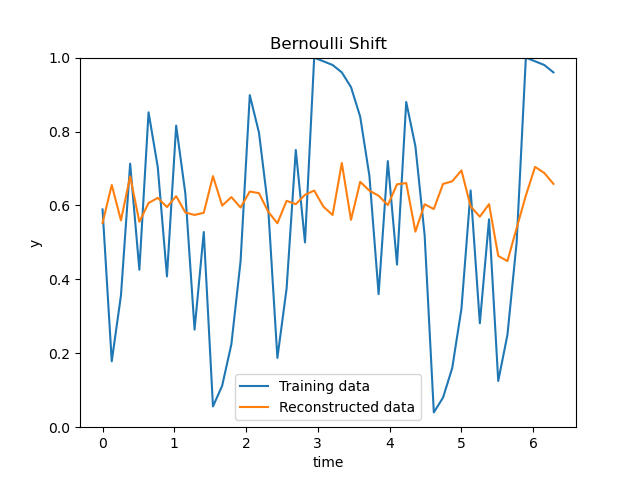 Bernoulli Shift
1.0
0.8
0.6
0.4
0.2
0.0
y
Training data
Reconstructed data
0 1 2 3 4 5 6
time